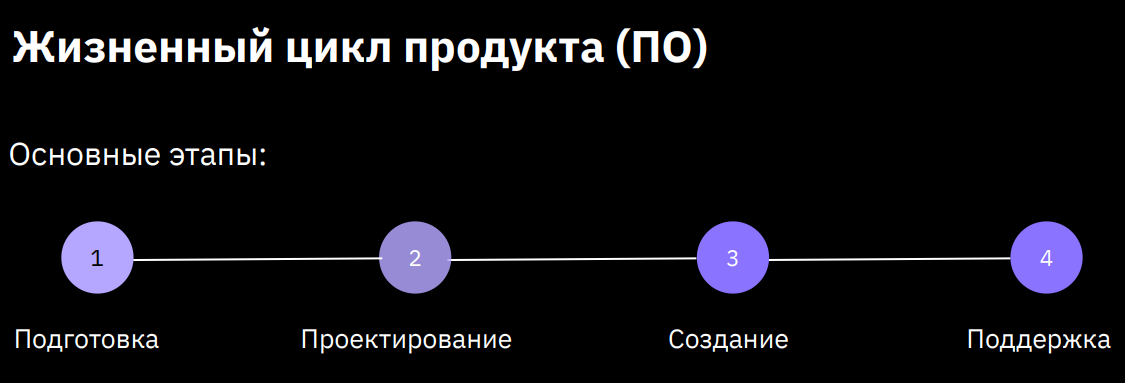 Жизненный цикл продукта (ПО)
Основные этапы:
1 2 3 4
Подготовка Проектирование Создание Поддержка